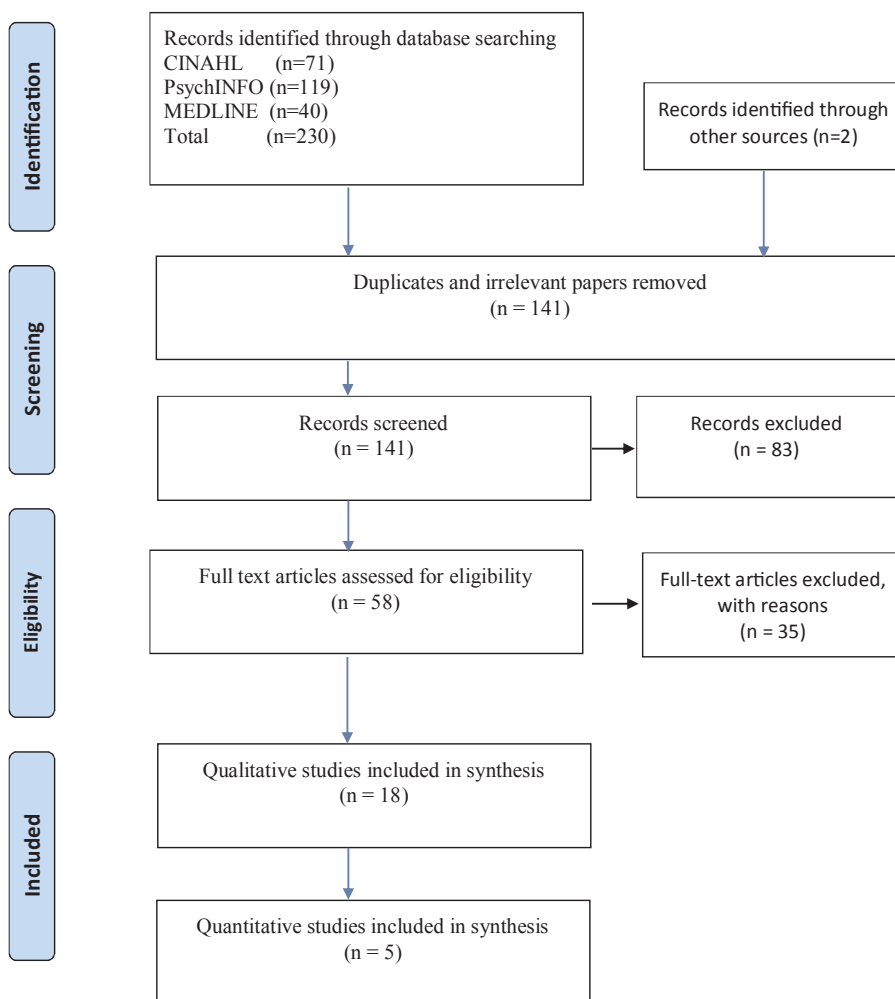 Identification
Records identified through database searching
CINAHL (n=71)
PsychINFO (n=119)
MEDLINE (n=40)
Total (n=230)
Records identified through
other sources (n=2)
Screening
Duplicates and irrelevant papers removed
(n = 141)
Records screened
(n = 141)
Records excluded
(n = 83)
Eligibility
Full text articles assessed for eligibility
(n = 58)
Full-text articles excluded,
with reasons
(n = 35)
Included
Qualitative studies included in synthesis
(n = 18)
Quantitative studies included in synthesis
(n = 5)